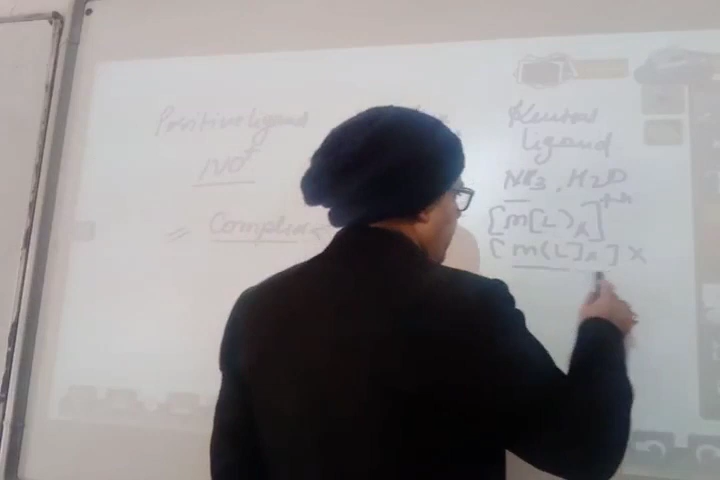 Positive ligand
NO+
= Complex
Neutral
ligand
NH3, H2O
[M(L)x]
[M(L)x] X